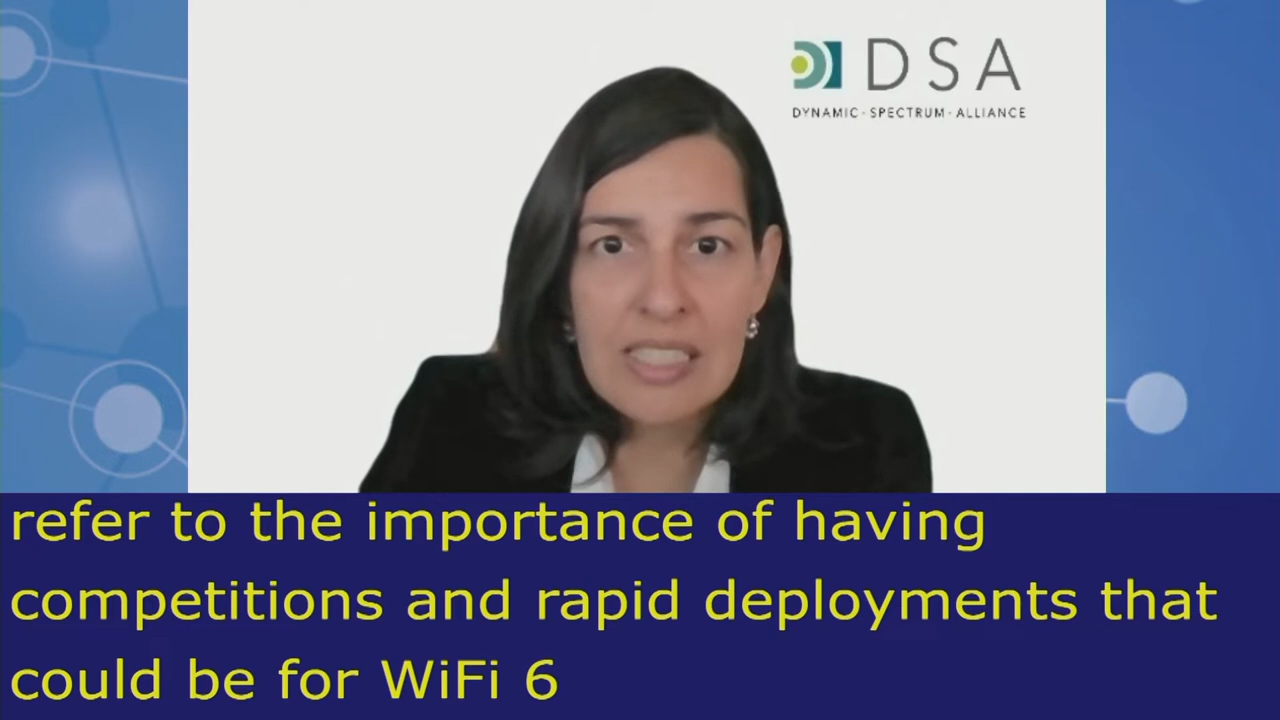 DSA
DYNAMIC·SPECTRUM·ALLIANCE
refer to the importance of having
competitions and rapid deployments that
could be for WiFi 6